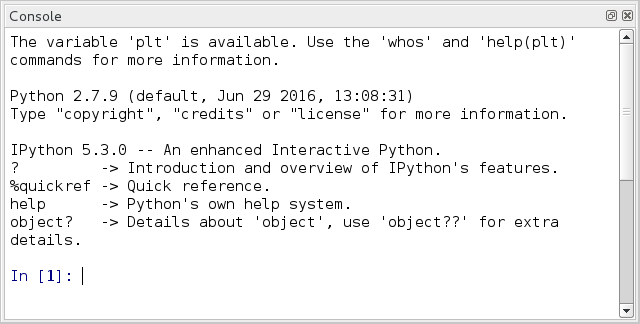 Console
The variable 'plt' is available. Use the 'whos' and 'help(plt)'
commands for more information.
Python 2.7.9 (default, Jun 29 2016, 13:08:31)
Type "copyright", "credits" or "license" for more information.
IPython 5.3.0 -- An enhanced Interactive Python.
?         -> Introduction and overview of IPython's features.
%quickref -> Quick reference.
help      -> Python's own help system.
object?   -> Details about 'object', use 'object??' for extra
details.
In [1]: